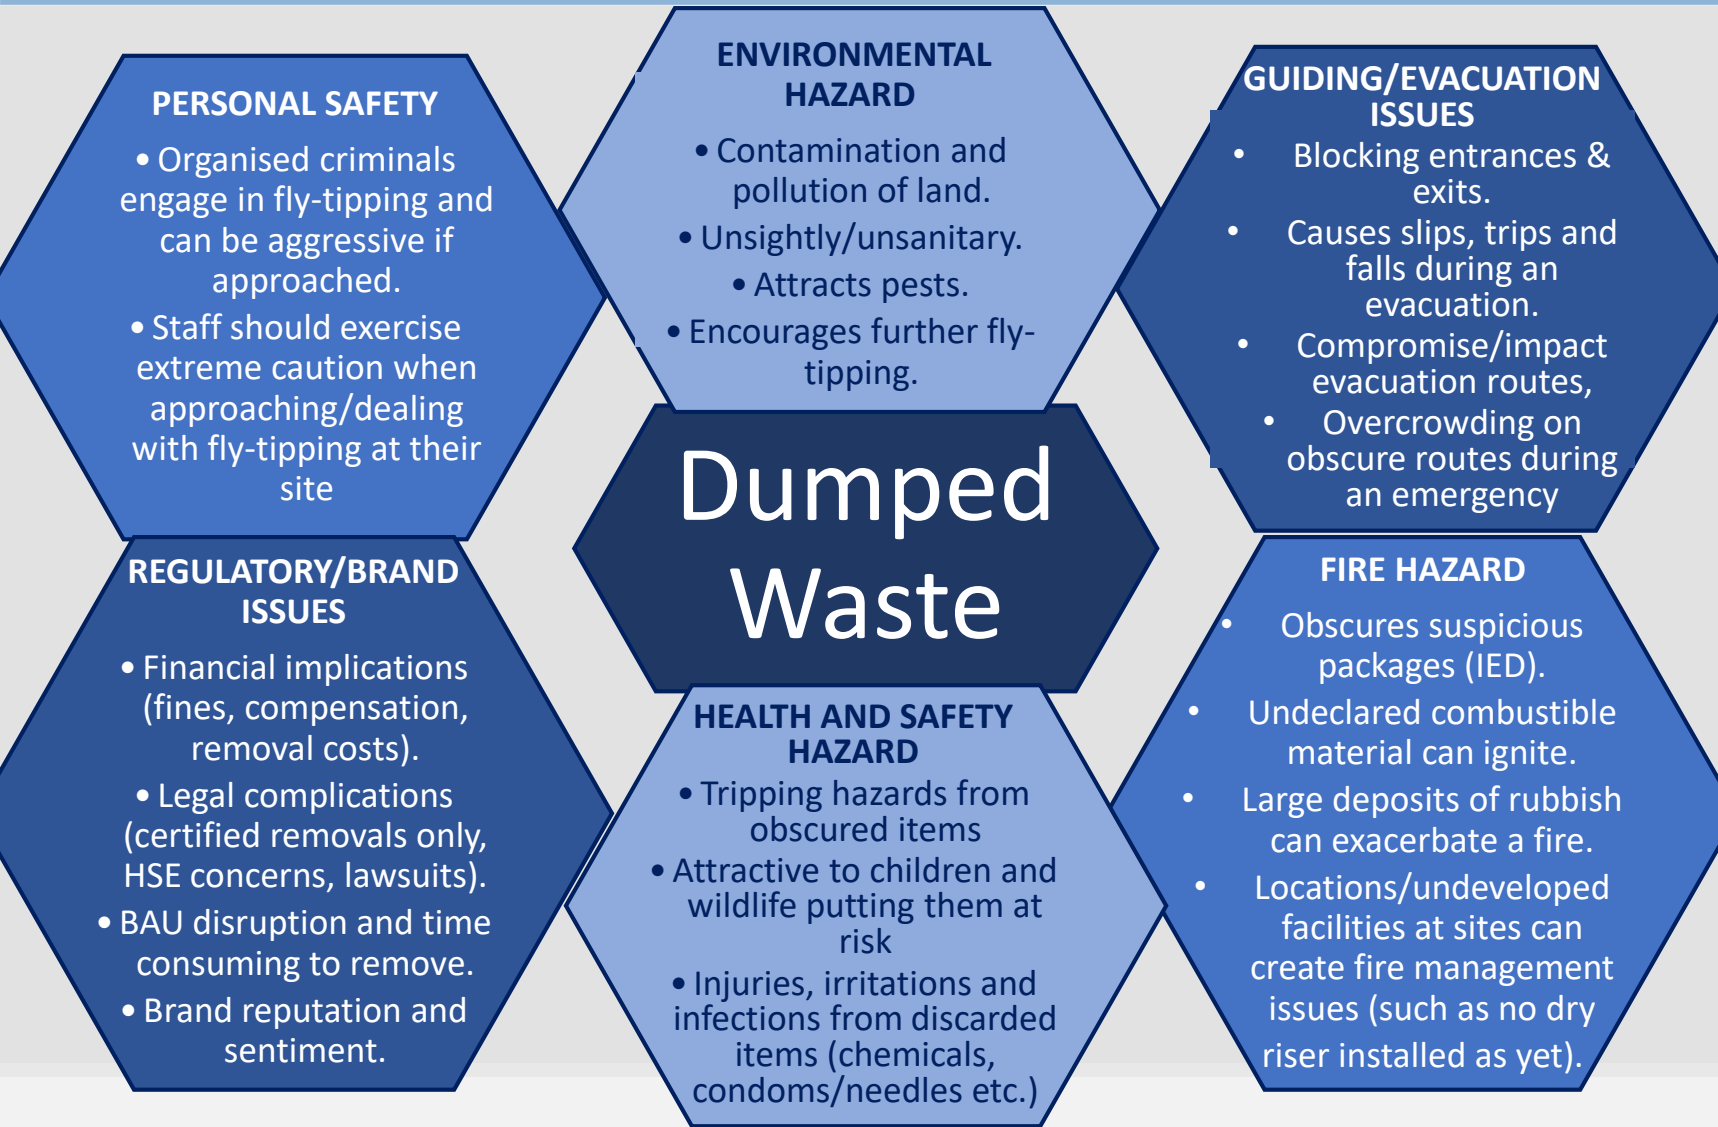 PERSONAL SAFETY
• Organised criminals
engage in fly-tipping and
can be aggressive if
approached.
• Staff should exercise
extreme caution when
approaching/dealing
with fly-tipping at their
site
ENVIRONMENTAL
HAZARD
• Contamination and
pollution of land.
• Unsightly/unsanitary.
• Attracts pests.
• Encourages further fly-
tipping.
GUIDING/EVACUATION
ISSUES
• Blocking entrances &
exits.
• Causes slips, trips and
falls during an
evacuation.
• Compromise/impact
evacuation routes,
• Overcrowding on
obscure routes during
an emergency
Dumped
Waste
REGULATORY/BRAND
ISSUES
• Financial implications
(fines, compensation,
removal costs).
• Legal complications
(certified removals only,
HSE concerns, lawsuits).
• BAU disruption and time
consuming to remove.
• Brand reputation and
sentiment.
HEALTH AND SAFETY
HAZARD
• Tripping hazards from
obscured items
• Attractive to children and
wildlife putting them at
risk
• Injuries, irritations and
infections from discarded
items (chemicals,
condoms/needles etc.)
FIRE HAZARD
• Obscures suspicious
packages (IED).
• Undeclared combustible
material can ignite.
• Large deposits of rubbish
can exacerbate a fire.
• Locations/undeveloped
facilities at sites can
create fire management
issues (such as no dry
riser installed as yet).